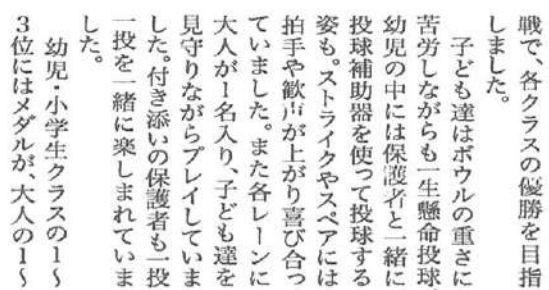 戦で、各クラスの優勝を目指
しました。
子ども達はボウルの重さに
苦労しながらも一生懸命投球
幼児の中には保護者と一緒に
投球補助器を使って投球する
姿も。ストライクやスペアには
拍手や歓声が上がり喜び合っ
ていました。また各レーンに
大人が1名入り、子ども達を
見守りながらプレイしていま
した。付き添いの保護者も一投
一投を一緒に楽しまれていま
した。
幼児・小学生クラスの1〜
3位にはメダルが、大人の1〜